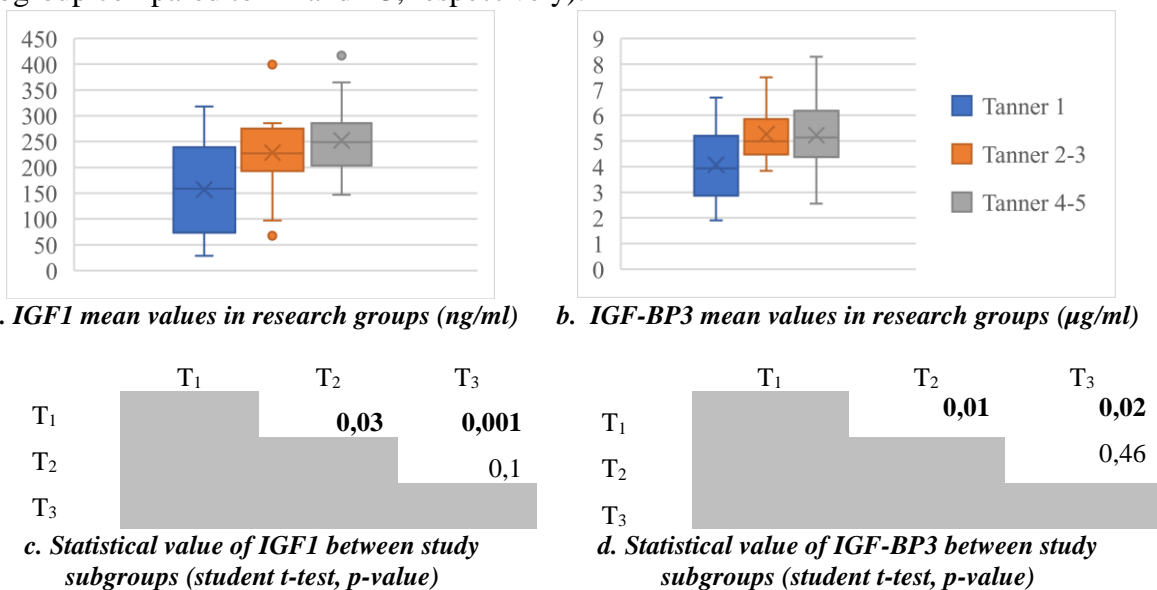 group compared to
450
400
350
300
250
200
150
100
50
0
9
8
7
6
5
4
3
2
1
0
Tanner 1
Tanner 2-3
Tanner 4-5
. IGF1 mean values in research groups (ng/ml)
b. IGF-BP3 mean values in research groups (µg/ml)
T₁ T₂ T₃
T₁ 0,03 0,001
T₂ 0,1
T₃
T₁ T₂ T₃
T₁ 0,01 0,02
T₂ 0,46
T₃
c. Statistical value of IGF1 between study
subgroups (student t-test, p-value)
d. Statistical value of IGF-BP3 between study
subgroups (student t-test, p-value)